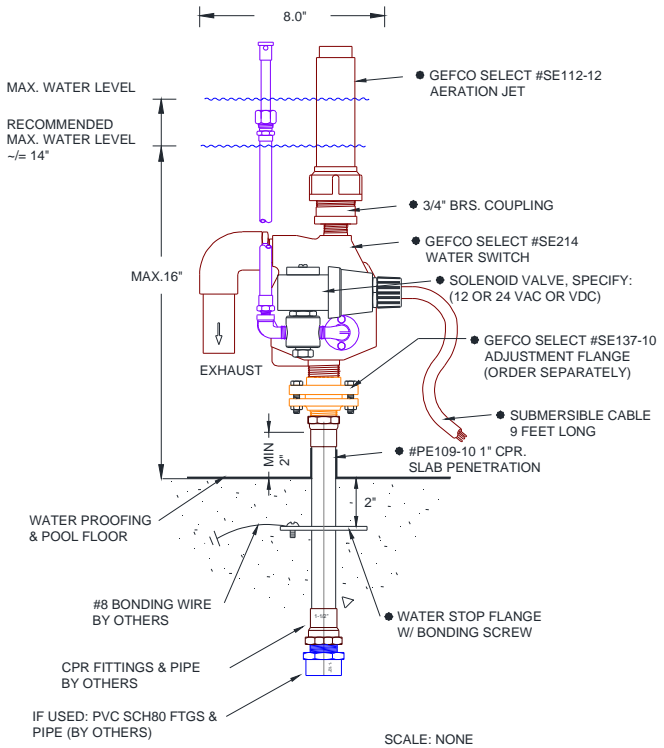 8.0"
MAX. WATER LEVEL
GEFCO SELECT #SE112-12
AERATION JET
RECOMMENDED
MAX. WATER LEVEL
~/= 14"
3/4" BRS. COUPLING
GEFCO SELECT #SE214
WATER SWITCH
MAX.16"
SOLENOID VALVE, SPECIFY:
(12 OR 24 VAC OR VDC)
GEFCO SELECT #SE137-10
ADJUSTMENT FLANGE
(ORDER SEPARATELY)
EXHAUST
SUBMERSIBLE CABLE
9 FEET LONG
MIN
2"
#PE109-10 1" CPR.
SLAB PENETRATION
2"
WATER PROOFING
& POOL FLOOR
#8 BONDING WIRE
BY OTHERS
WATER STOP FLANGE
W/ BONDING SCREW
1-1/2"
CPR FITTINGS & PIPE
BY OTHERS
IF USED: PVC SCH80 FTGS &
PIPE (BY OTHERS)
SCALE: NONE